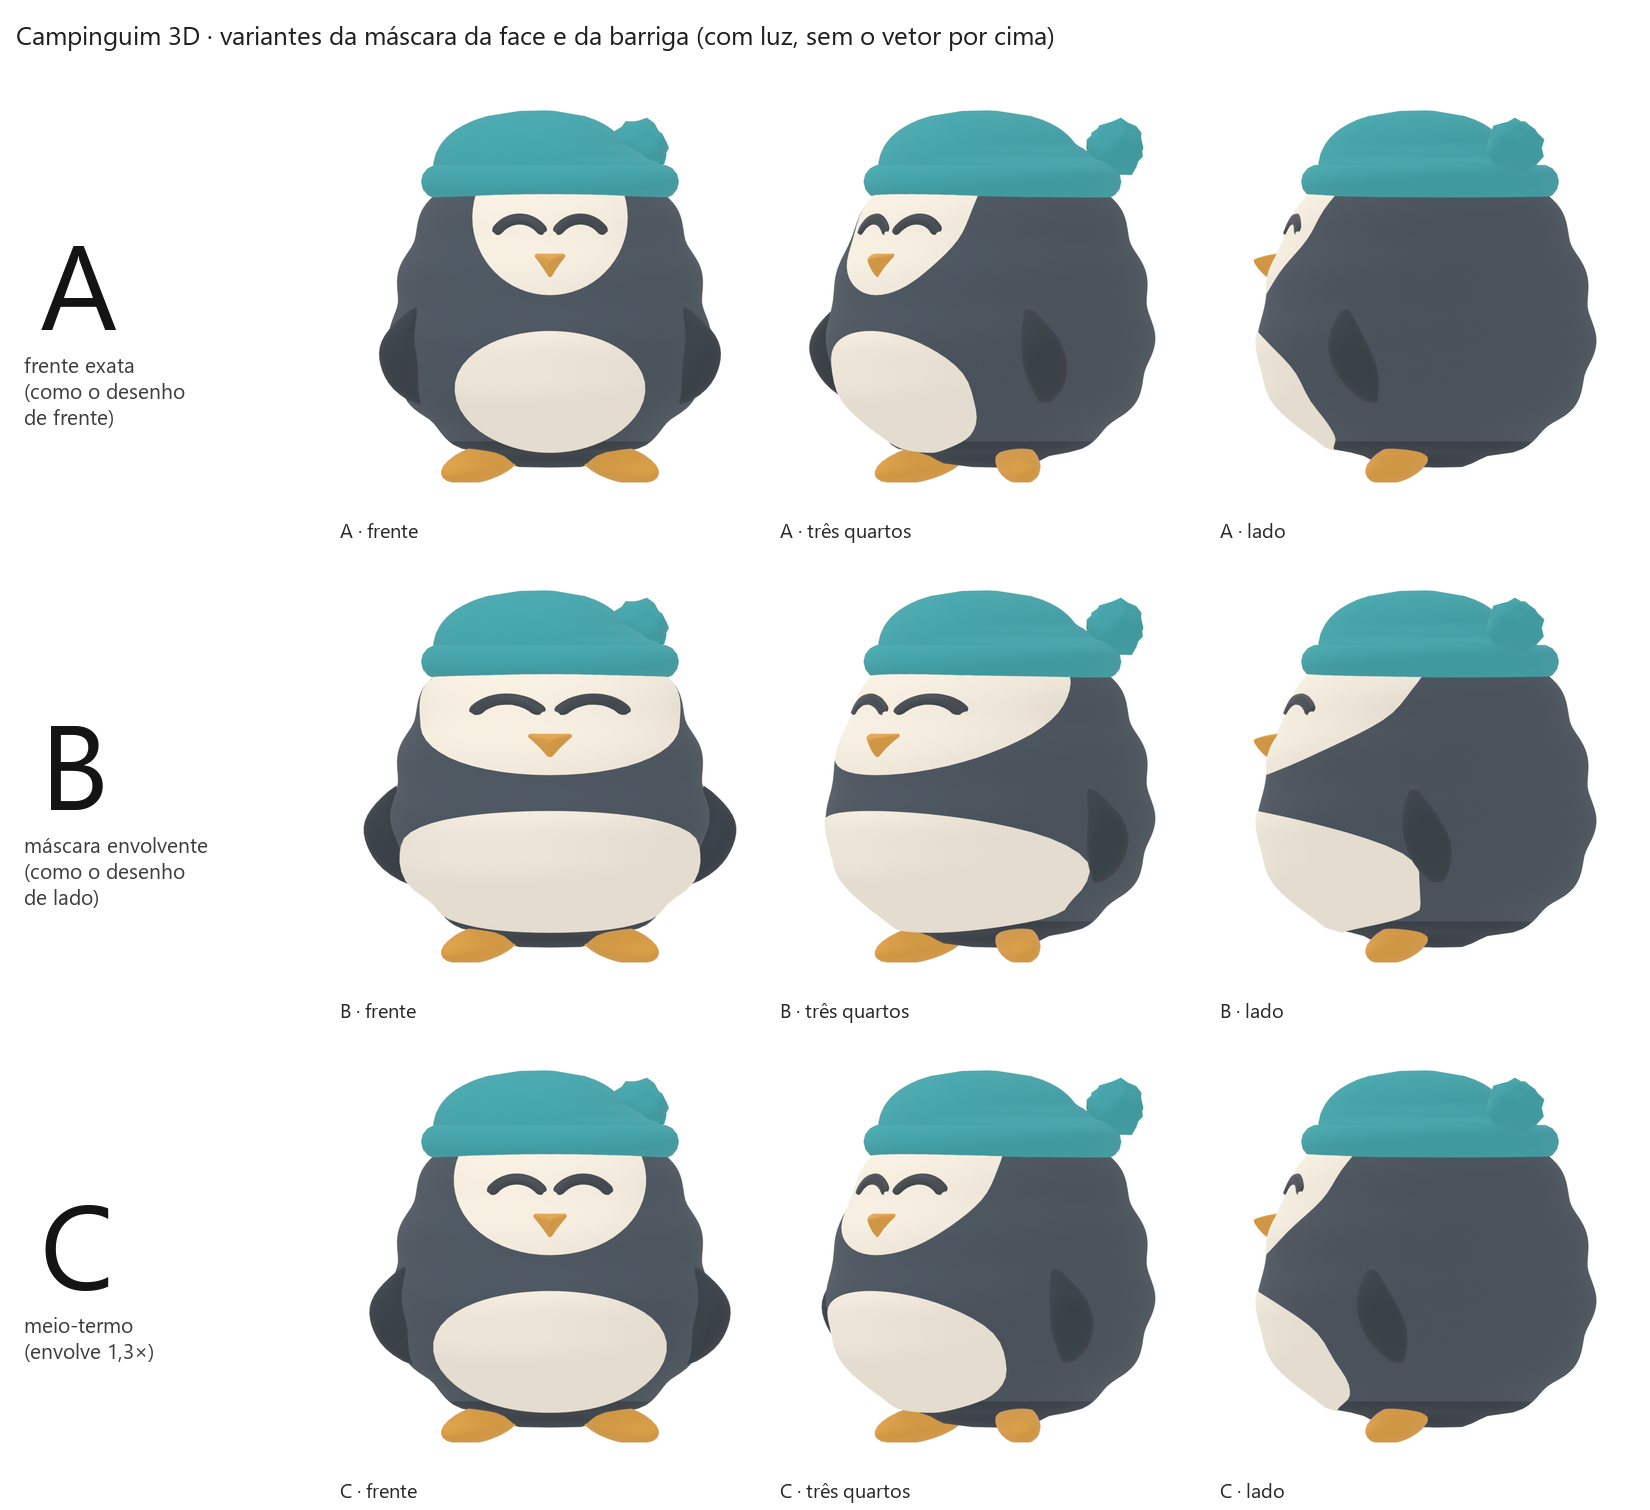 Campinguim 3D · variantes da máscara da face e da barriga (com luz, sem o vetor por cima)
A
frente exata
(como o desenho
de frente)
A · frente
A · três quartos
A · lado
B
máscara envolvente
(como o desenho
de lado)
B · frente
B · três quartos
B · lado
C
meio-termo
(envolve 1,3×)
C · frente
C · três quartos
C · lado